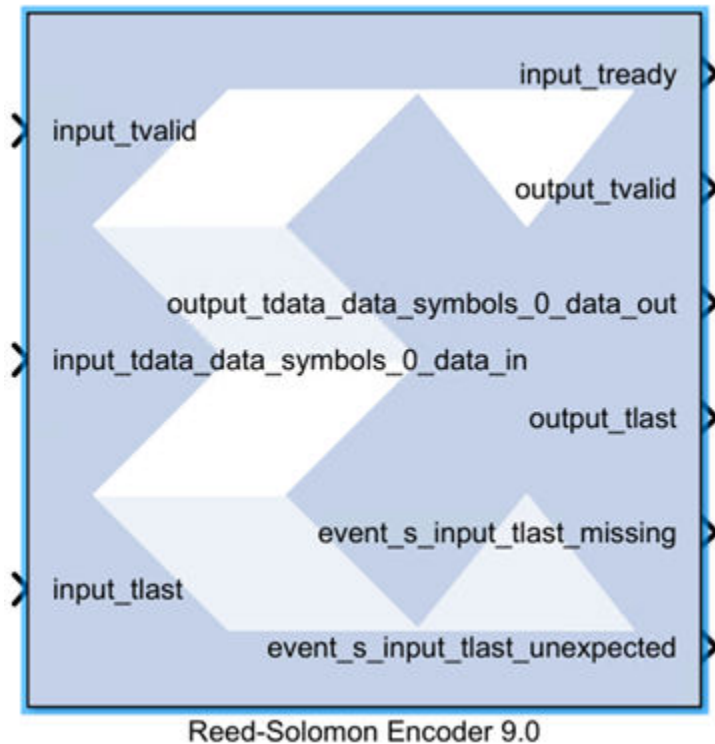 input_tready
input_tvalid
output_tvalid
output_tdata_data_symbols_0_data_out
input_tdata_data_symbols_0_data_in
output_tlast
event_s_input_tlast_missing
input_tlast
event_s_input_tlast_unexpected
Reed-Solomon Encoder 9.0